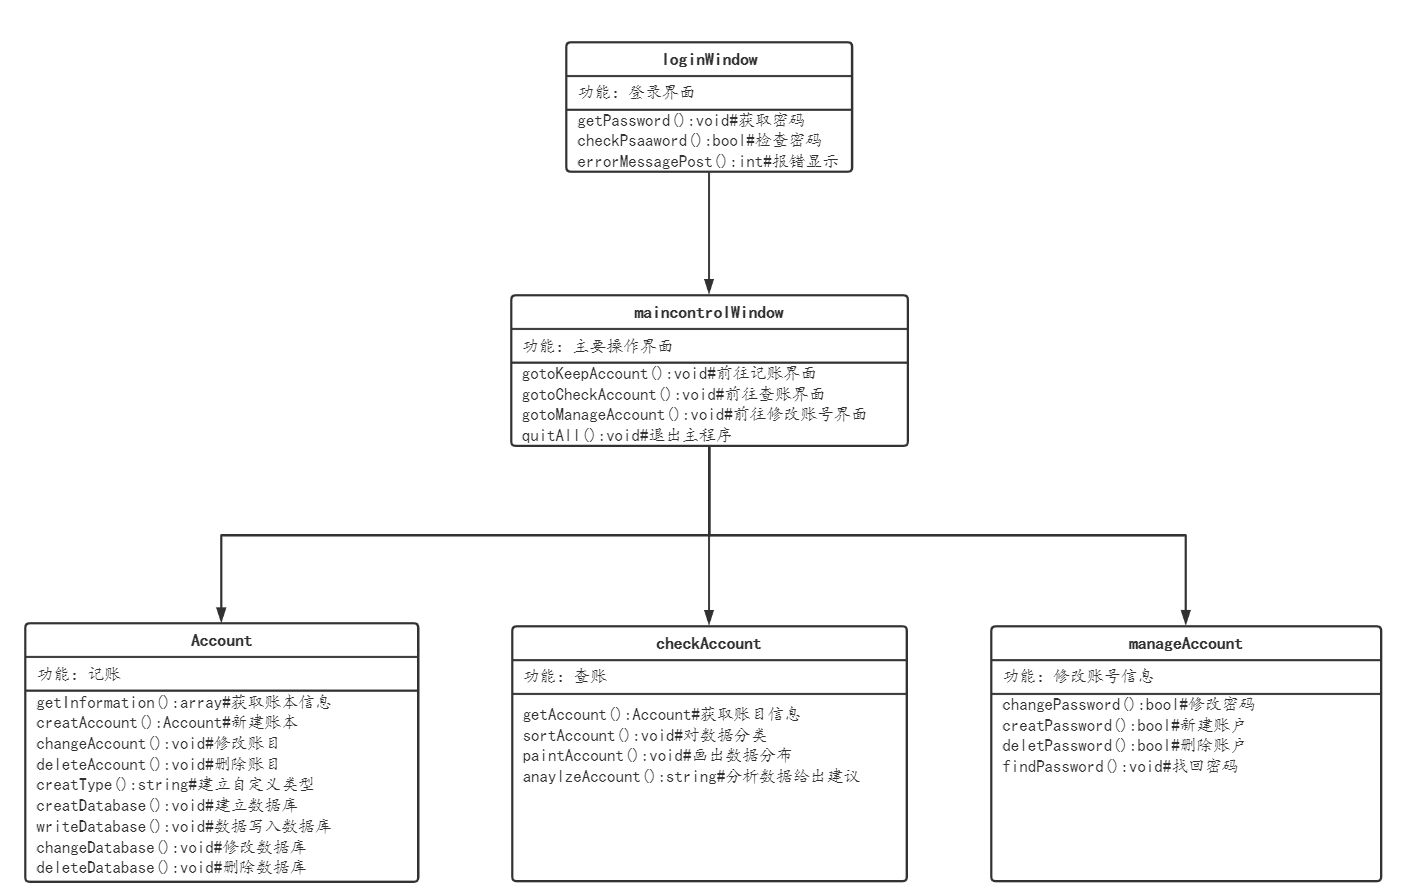 loginWindow
功能：登录界面
getPassword():void#获取密码
checkPsaaword():bool#检查密码
errorMessagePost():int#报错显示
maincontrolWindow
功能：主要操作界面
gotoKeepAccount():void#前往记账界面
gotoCheckAccount():void#前往查账界面
gotoManageAccount():void#前往修改账号界面
quitAll():void#退出主程序
Account
功能：记账
getInformation():array#获取账本信息
creatAccount():Account#新建账本
changeAccount():void#修改账目
deleteAccount():void#删除账目
creatType():string#建立自定义类型
creatDatabase():void#建立数据库
writeDatabase():void#数据写入数据库
changeDatabase():void#修改数据库
deleteDatabase():void#删除数据库
checkAccount
功能：查账
getAccount():Account#获取账目信息
sortAccount():void#对数据分类
paintAccount():void#画出数据分布
anaylzeAccount():string#分析数据给出建议
manageAccount
功能：修改账号信息
changePassword():bool#修改密码
creatPassword():bool#新建账户
deletPassword():bool#删除账户
findPassword():void#找回密码